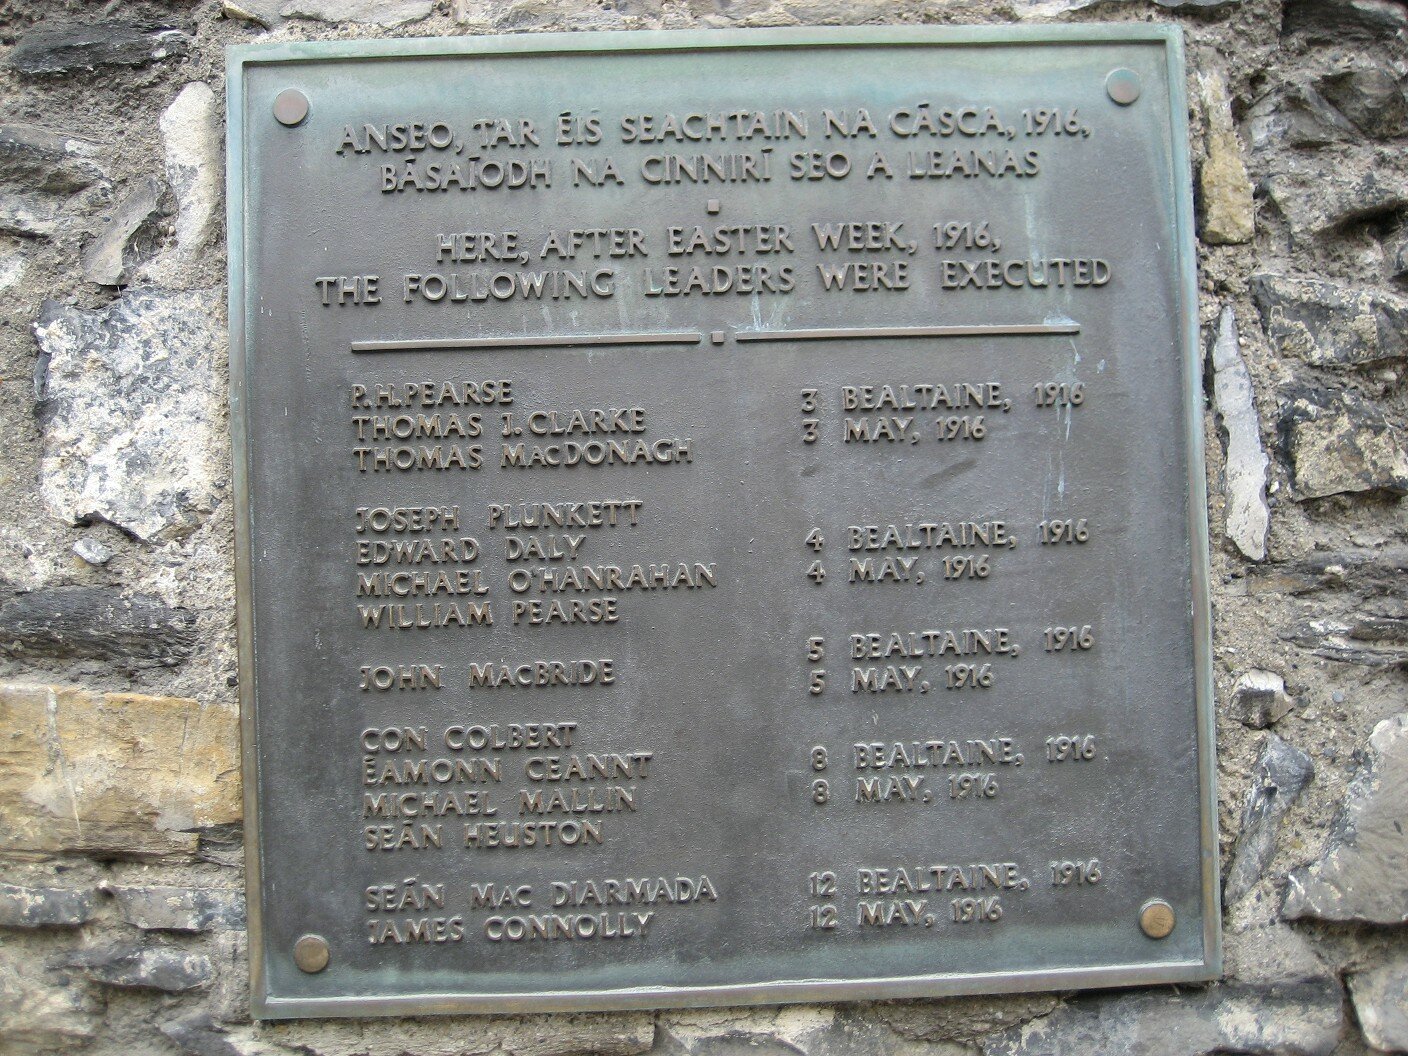 ANSEO, TAR ÉIS SEACHTAIN NA CÁSCA, 1916,
BÁSAÍODH NA CINNIRÍ SEO A LEANAS
HERE, AFTER EASTER WEEK, 1916,
THE FOLLOWING LEADERS WERE EXECUTED
P.H. PEARSE 3 BEALTAINE, 1916
THOMAS J. CLARKE 3 MAY, 1916
THOMAS MACDONAGH
JOSEPH PLUNKETT
EDWARD DALY 4 BEALTAINE, 1916
MICHAEL O'HANRAHAN 4 MAY, 1916
WILLIAM PEARSE
5 BEALTAINE, 1916
JOHN MACBRIDE 5 MAY, 1916
CON COLBERT
ÉAMONN CEANNT 8 BEALTAINE, 1916
MICHAEL MALLIN 8 MAY, 1916
SEÁN HEUSTON
SEÁN MAC DIARMADA 12 BEALTAINE, 1916
JAMES CONNOLLY 12 MAY, 1916